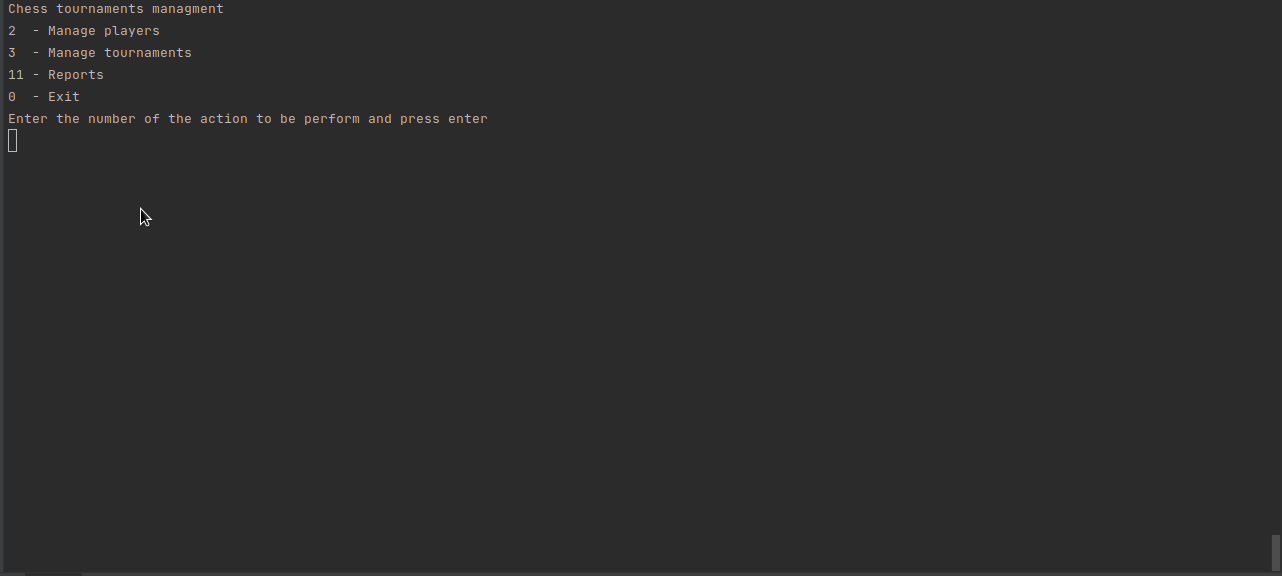 Chess tournaments managment
2  - Manage players
3  - Manage tournaments
11 - Reports
0  - Exit
Enter the number of the action to be perform and press enter